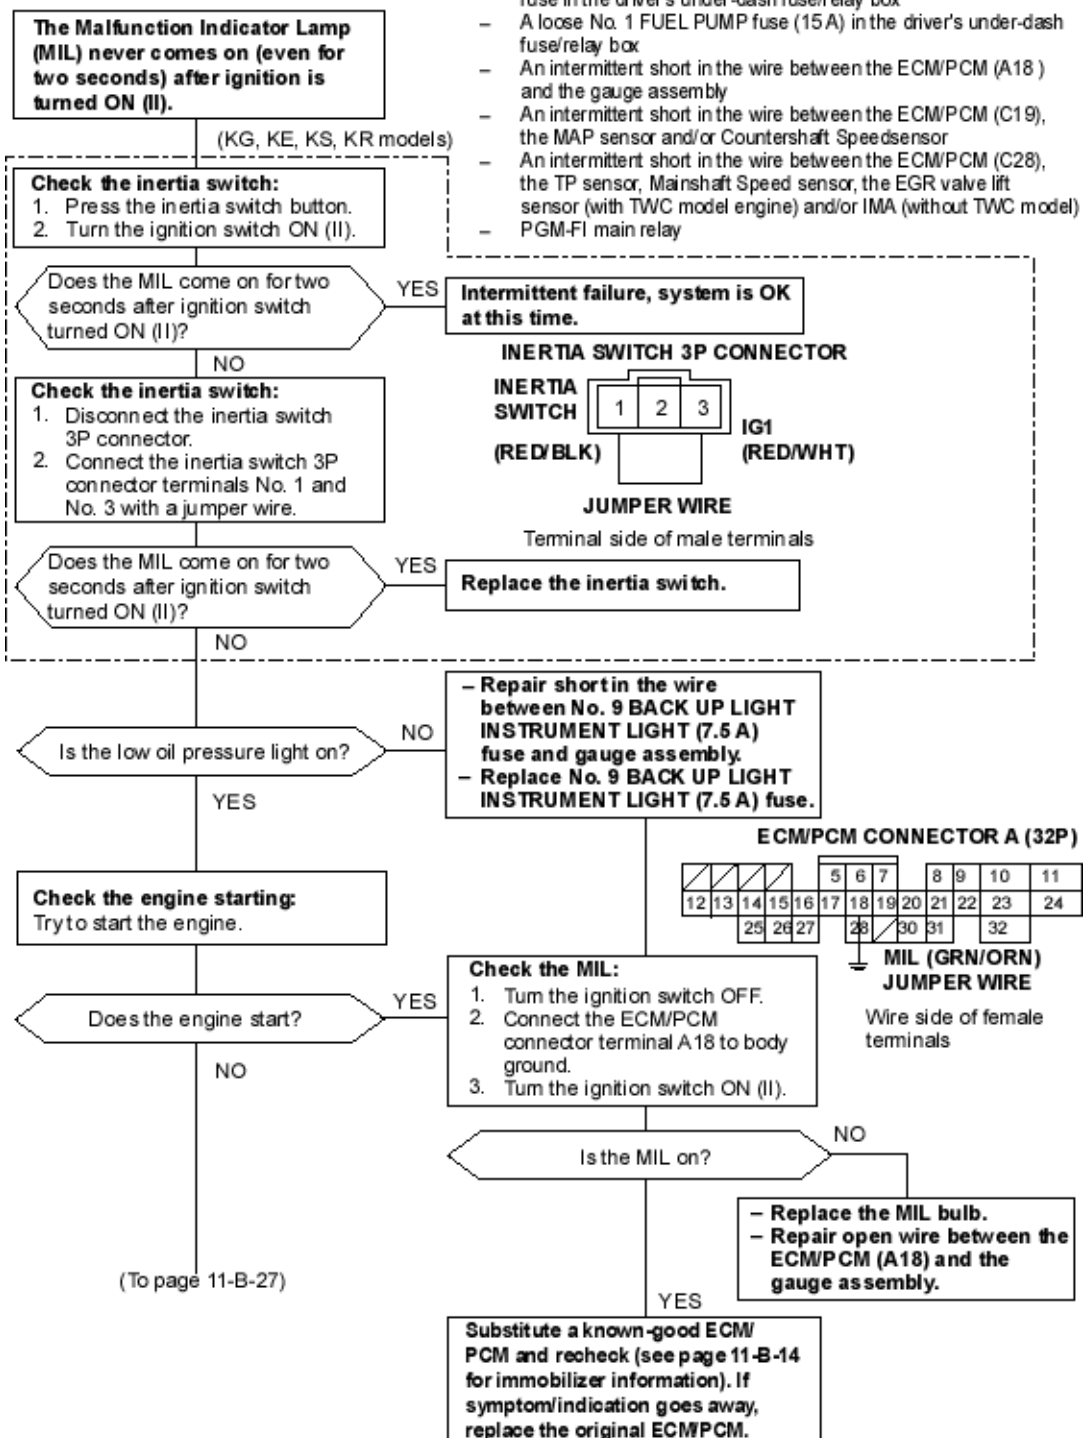 fuse in the driver's under-dash fuse/relay box
– A loose No. 1 FUEL PUMP fuse (15 A) in the driver's under-dash
fuse/relay box
– An intermittent short in the wire between the ECM/PCM (A18 )
and the gauge assembly
– An intermittent short in the wire between the ECM/PCM (C19),
the MAP sensor and/or Countershaft Speedsensor
– An intermittent short in the wire between the ECM/PCM (C28),
the TP sensor, Mainshaft Speed sensor, the EGR valve lift
sensor (with TWC model engine) and/or IMA (without TWC model)
– PGM-FI main relay
The Malfunction Indicator Lamp
(MIL) never comes on (even for
two seconds) after ignition is
turned ON (II).
(KG, KE, KS, KR models)
Check the inertia switch:
1. Press the inertia switch button.
2. Turn the ignition switch ON (II).
Does the MIL come on for two
seconds after ignition switch
turned ON (II)?
YES
Intermittent failure, system is OK
at this time.
NO
Check the inertia switch:
1. Disconnect the inertia switch
3P connector.
2. Connect the inertia switch 3P
connector terminals No. 1 and
No. 3 with a jumper wire.
INERTIA SWITCH 3P CONNECTOR
INERTIA
SWITCH
(RED/BLK)
1 2 3
IG1
(RED/WHT)
JUMPER WIRE
Terminal side of male terminals
Does the MIL come on for two
seconds after ignition switch
turned ON (II)?
YES
Replace the inertia switch.
NO
Is the low oil pressure light on?
NO
– Repair short in the wire
between No. 9 BACK UP LIGHT
INSTRUMENT LIGHT (7.5 A)
fuse and gauge assembly.
– Replace No. 9 BACK UP LIGHT
INSTRUMENT LIGHT (7.5 A) fuse.
YES
ECM/PCM CONNECTOR A (32P)
5 6 7 8 9 10 11
12 13 14 15 16 17 18 19 20 21 22 23 24
25 26 27 28 30 31 32
MIL (GRN/ORN)
JUMPER WIRE
Wire side of female
terminals
Check the engine starting:
Try to start the engine.
Does the engine start?
YES
Check the MIL:
1. Turn the ignition switch OFF.
2. Connect the ECM/PCM
connector terminal A18 to body
ground.
3. Turn the ignition switch ON (II).
NO
Is the MIL on?
NO
– Replace the MIL bulb.
– Repair open wire between the
ECM/PCM (A18) and the
gauge assembly.
(To page 11-B-27)
YES
Substitute a known-good ECM/
PCM and recheck (see page 11-B-14
for immobilizer information). If
symptom/indication goes away,
replace the original ECM/PCM.